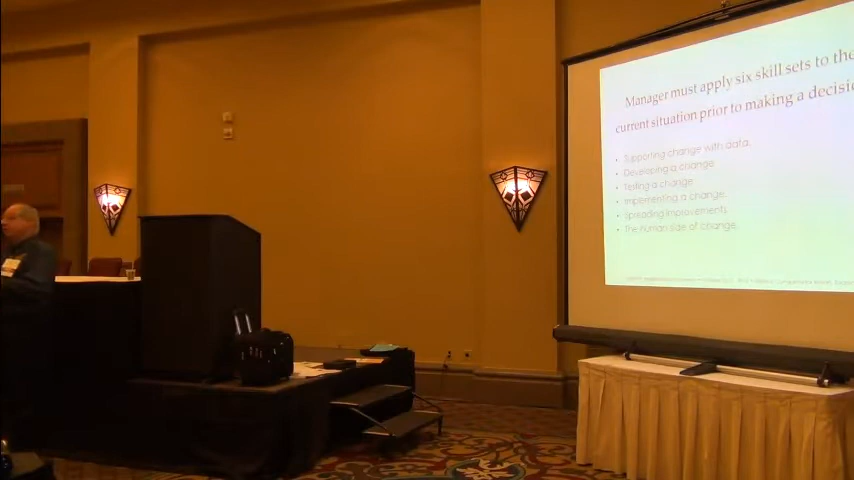 Manager must apply six skill sets to the
current situation prior to making a decision
• Supporting change with data.
• Developing a change
• Testing a change
• Implementing a change
• Spreading improvements
• The human side of change.